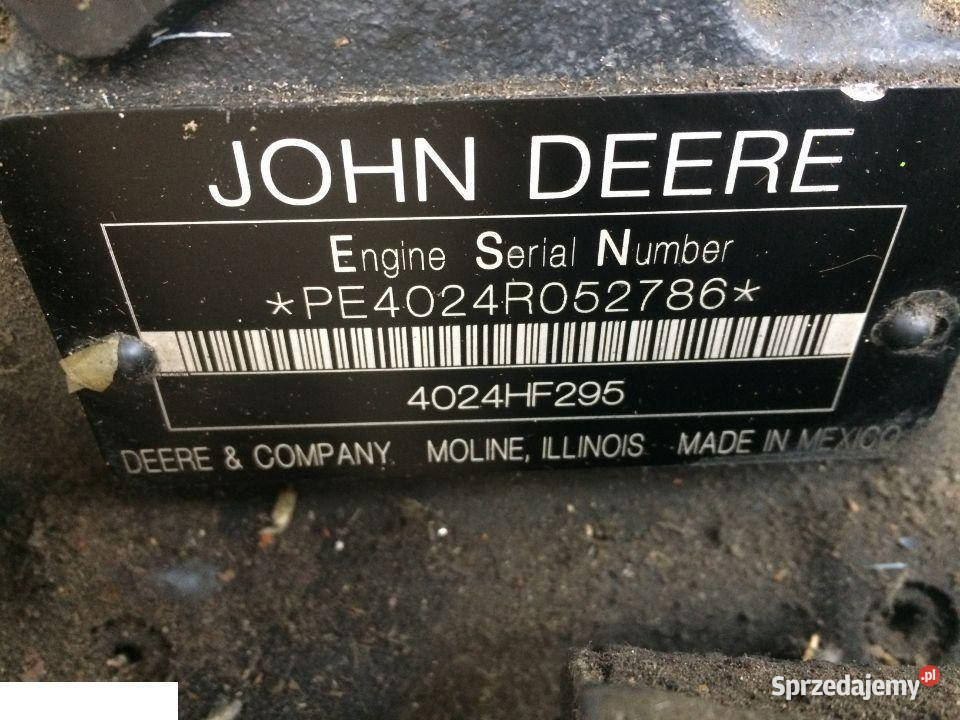 JOHN DEERE
Engine Serial Number
*PE4024R052786*
4024HF295
DEERE & COMPANY MOLINE, ILLINOIS MADE IN MEXICO
Sprzedajemy.pl